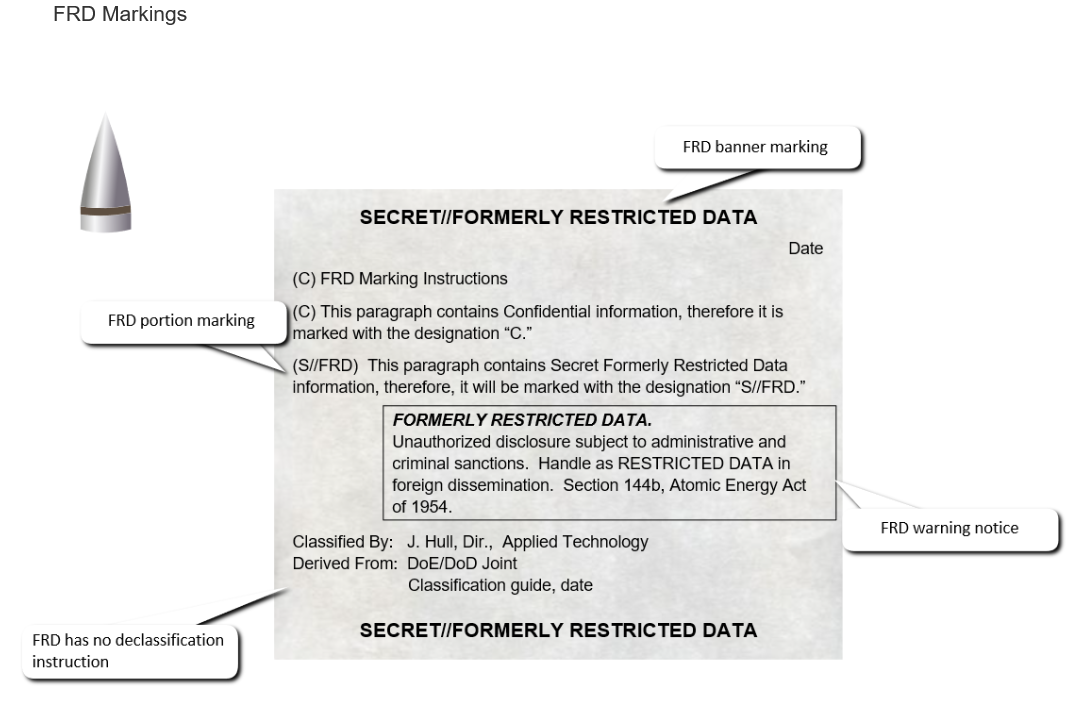 FRD Markings
FRD banner marking
SECRET//FORMERLY RESTRICTED DATA
Date
(C) FRD Marking Instructions
FRD portion marking
(C) This paragraph contains Confidential information, therefore it is
marked with the designation “C.”
(S//FRD)  This paragraph contains Secret Formerly Restricted Data
information, therefore, it will be marked with the designation “S//FRD.”
FORMERLY RESTRICTED DATA.
Unauthorized disclosure subject to administrative and
criminal sanctions.  Handle as RESTRICTED DATA in
foreign dissemination.  Section 144b, Atomic Energy Act
of 1954.
FRD warning notice
Classified By:   J. Hull, Dir.,  Applied Technology
Derived From:  DoE/DoD Joint
Classification guide, date
FRD has no declassification
instruction
SECRET//FORMERLY RESTRICTED DATA